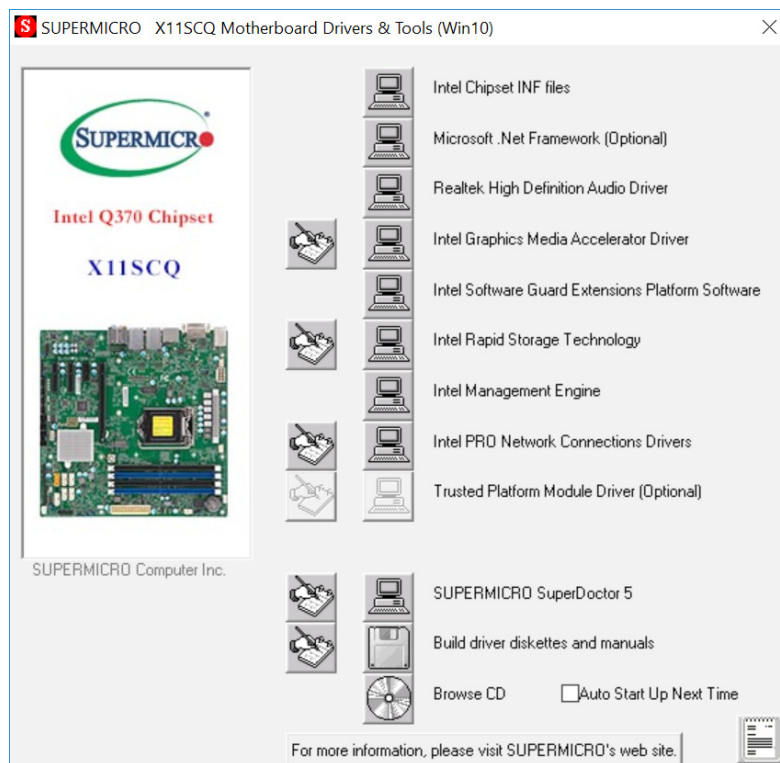 S SUPERMICRO X11SCQ Motherboard Drivers & Tools (Win10)
SUPERMICRO
Intel Q370 Chipset
X11SCQ
SUPERMICRO Computer Inc.
Intel Chipset INF files
Microsoft .Net Framework (Optional)
Realtek High Definition Audio Driver
Intel Graphics Media Accelerator Driver
Intel Software Guard Extensions Platform Software
Intel Rapid Storage Technology
Intel Management Engine
Intel PRO Network Connections Drivers
Trusted Platform Module Driver (Optional)
SUPERMICRO SuperDoctor 5
Build driver diskettes and manuals
Browse CD
Auto Start Up Next Time
For more information, please visit SUPERMICRO's web site.